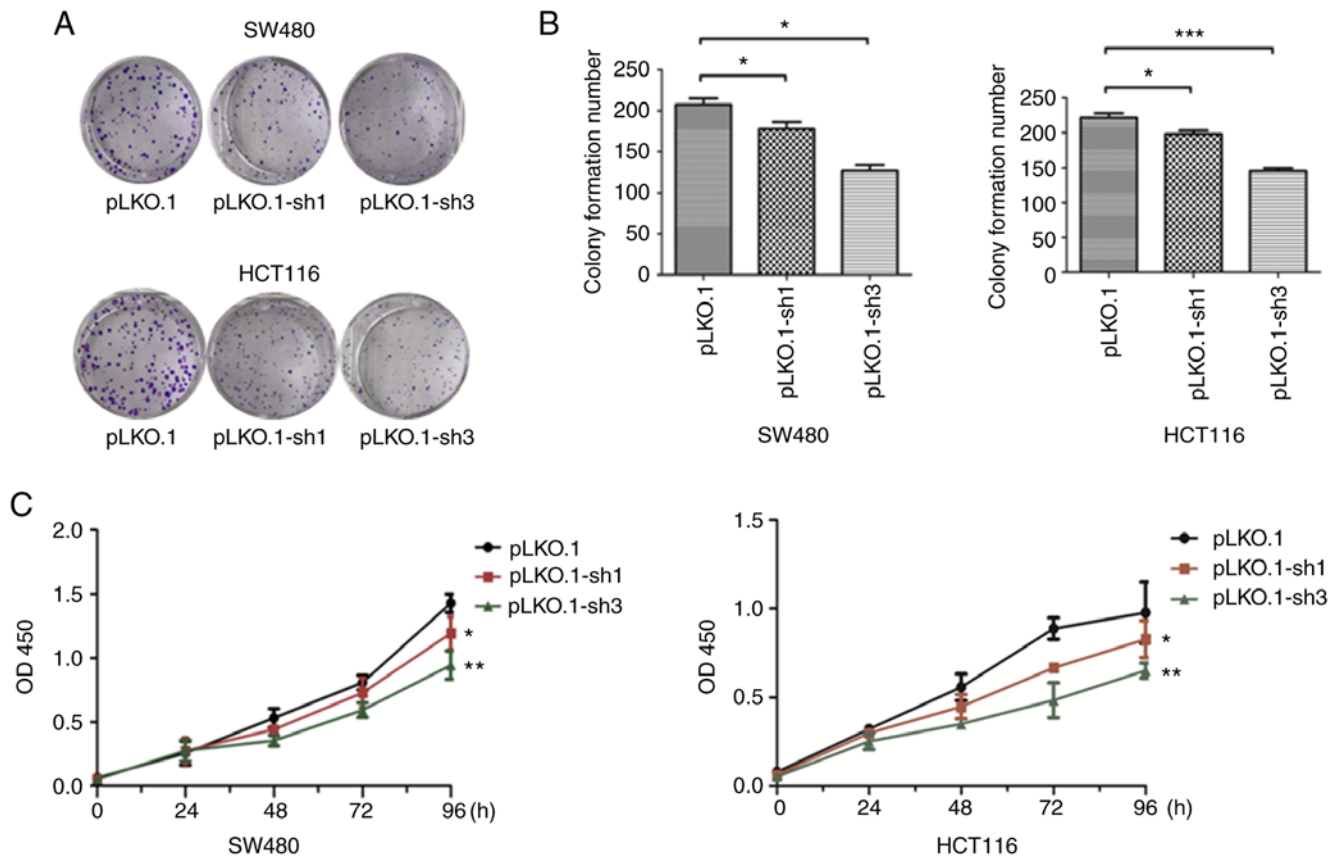 A
SW480
pLKO.1 pLKO.1-sh1 pLKO.1-sh3
HCT116
pLKO.1 pLKO.1-sh1 pLKO.1-sh3
B
*
*
Colony formation number
250
200
150
100
50
0
pLKO.1
pLKO.1-sh1
pLKO.1-sh3
SW480
***
*
Colony formation number
250
200
150
100
50
0
pLKO.1
pLKO.1-sh1
pLKO.1-sh3
HCT116
C
OD 450
2.0
1.5
1.0
0.5
0.0
0 24 48 72 96 (h)
pLKO.1
pLKO.1-sh1
pLKO.1-sh3
*
**
SW480
OD 450
1.5
1.0
0.5
0.0
0 24 48 72 96 (h)
pLKO.1
pLKO.1-sh1
pLKO.1-sh3
*
**
HCT116